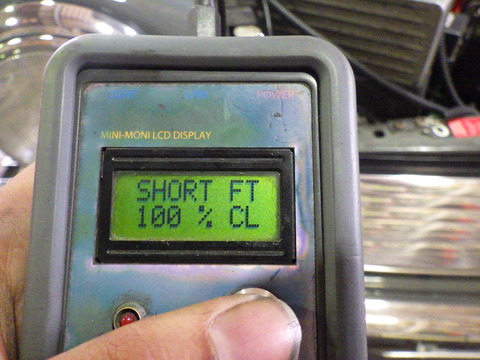 POWER
MINI-MONI LCD DISPLAY
SHORT FT
100 % CL